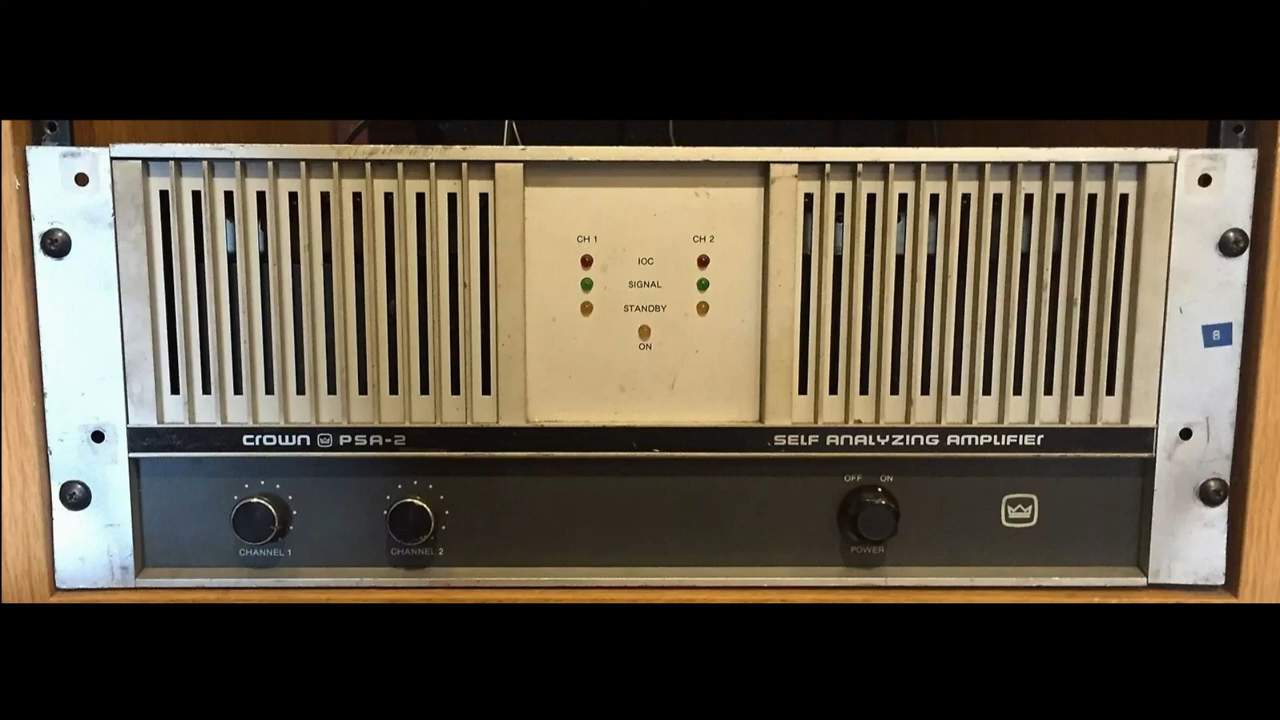 CH 1 CH 2
IOC
SIGNAL
STANDBY
ON
8
crown PSA-2 SELF ANALYZING AMPLIFIER
OFF ON
CHANNEL 1 CHANNEL 2 POWER